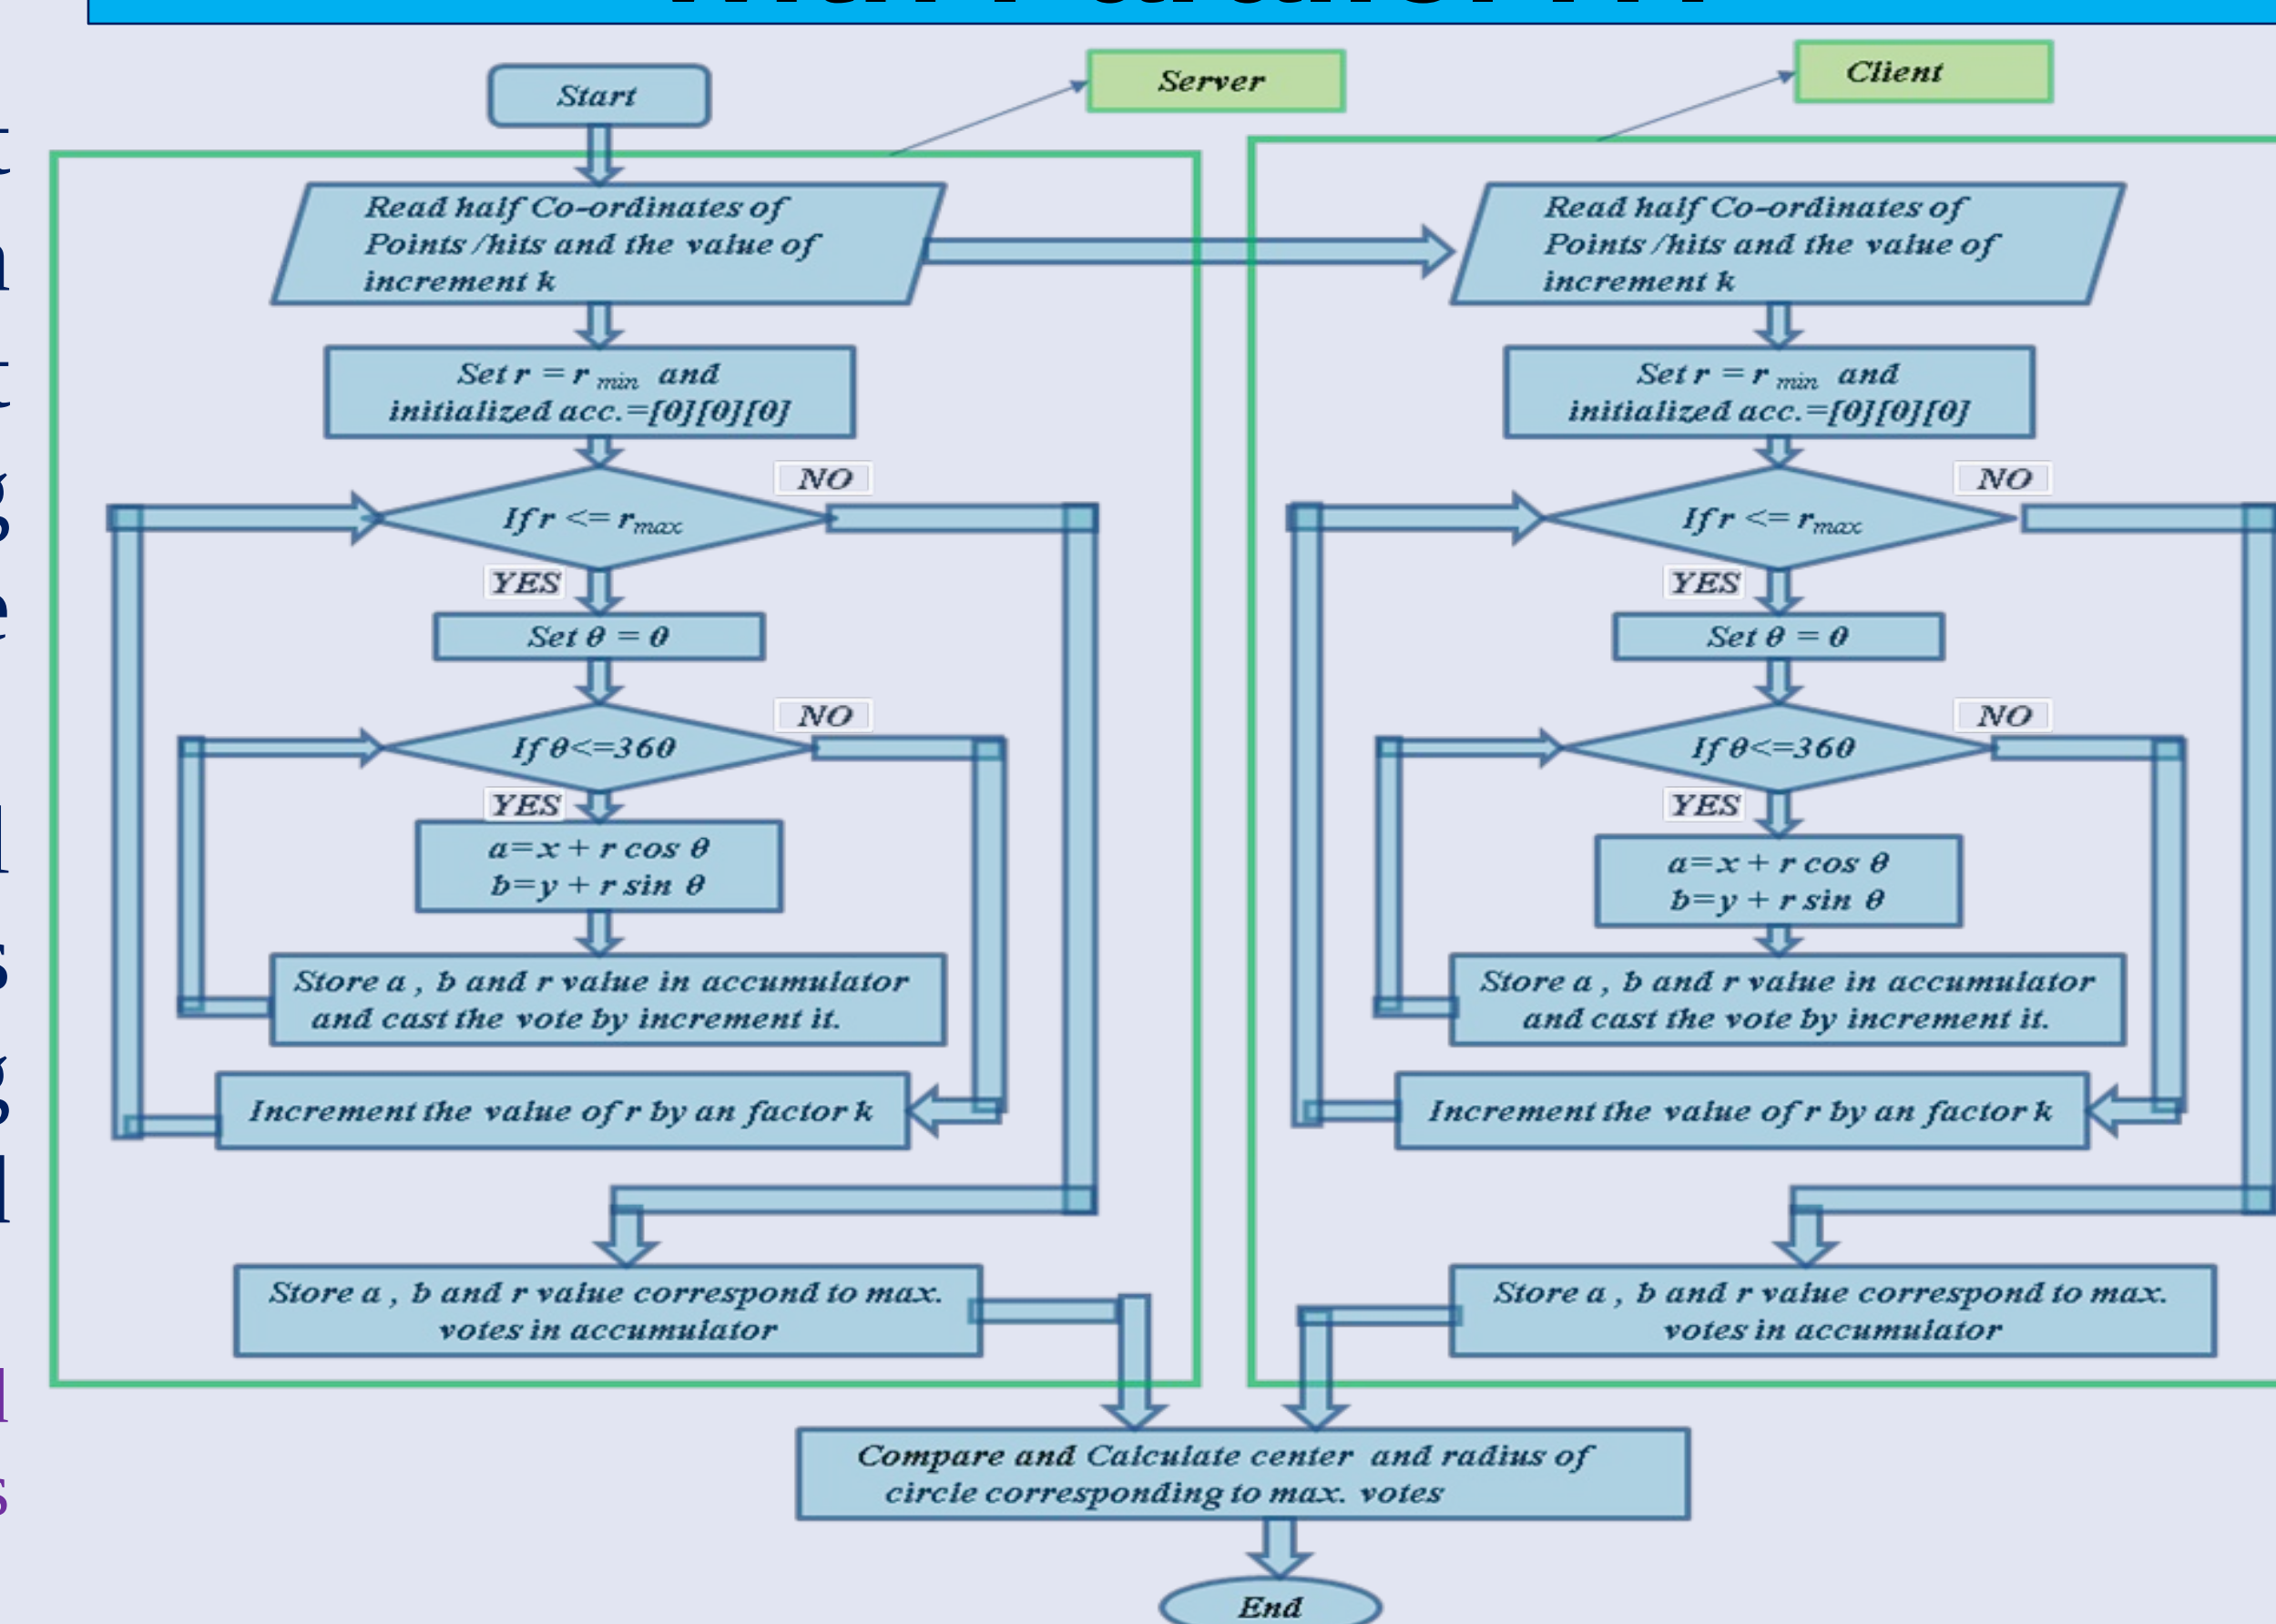 Start
Server
Client
Read half Co-ordinates of
Points /hits and the value of
increment k
Set r = r min and
initialized acc.=[0][0][0]
NO
If r <= rmax
YES
Set θ = 0
NO
If θ<=360
YES
a=x + r cos θ
b=y + r sin θ
Store a , b and r value in accumulator
and cast the vote by increment it.
Increment the value of r by an factor k
Store a , b and r value correspond to max.
votes in accumulator
Read half Co-ordinates of
Points /hits and the value of
increment k
Set r = r min and
initialized acc.=[0][0][0]
NO
If r <= rmax
YES
Set θ = 0
NO
If θ<=360
YES
a=x + r cos θ
b=y + r sin θ
Store a , b and r value in accumulator
and cast the vote by increment it.
Increment the value of r by an factor k
Store a , b and r value correspond to max.
votes in accumulator
Compare and Calculate center and radius of
circle corresponding to max. votes
End